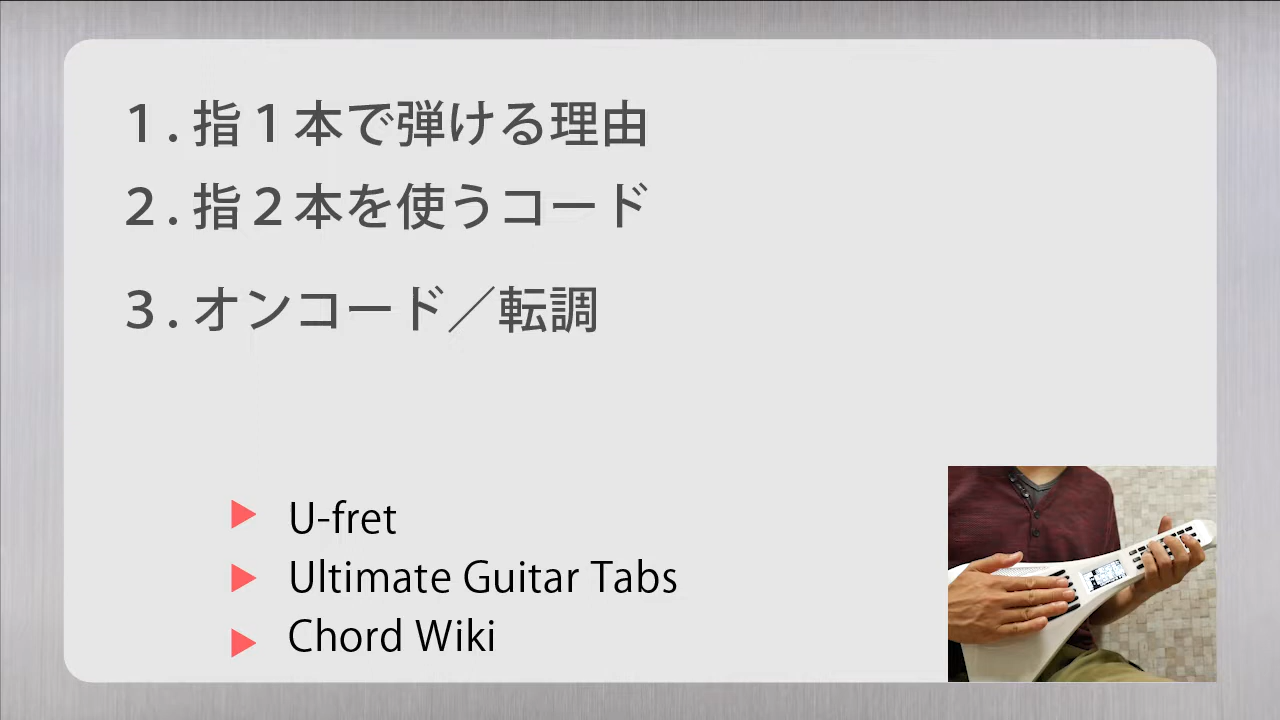 １．指１本で弾ける理由
２．指２本を使うコード
３．オンコード／転調
U-fret
Ultimate Guitar Tabs
Chord Wiki